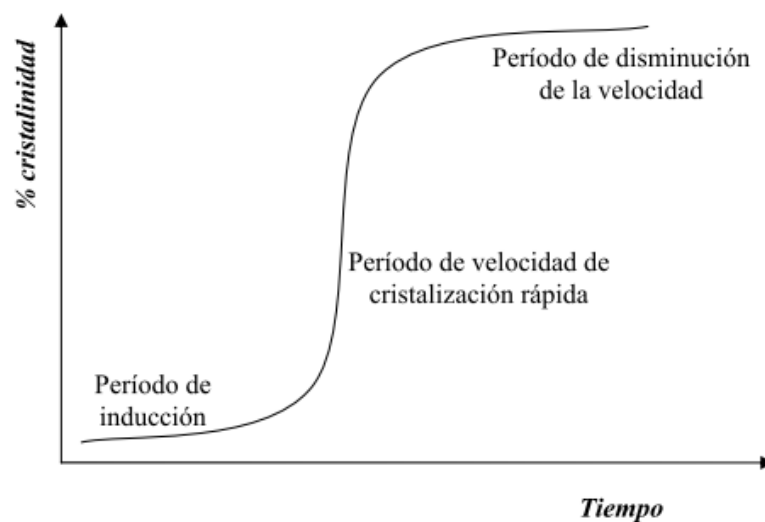 % cristalinidad
Período de disminución
de la velocidad
Período de velocidad de
cristalización rápida
Período de
inducción
Tiempo